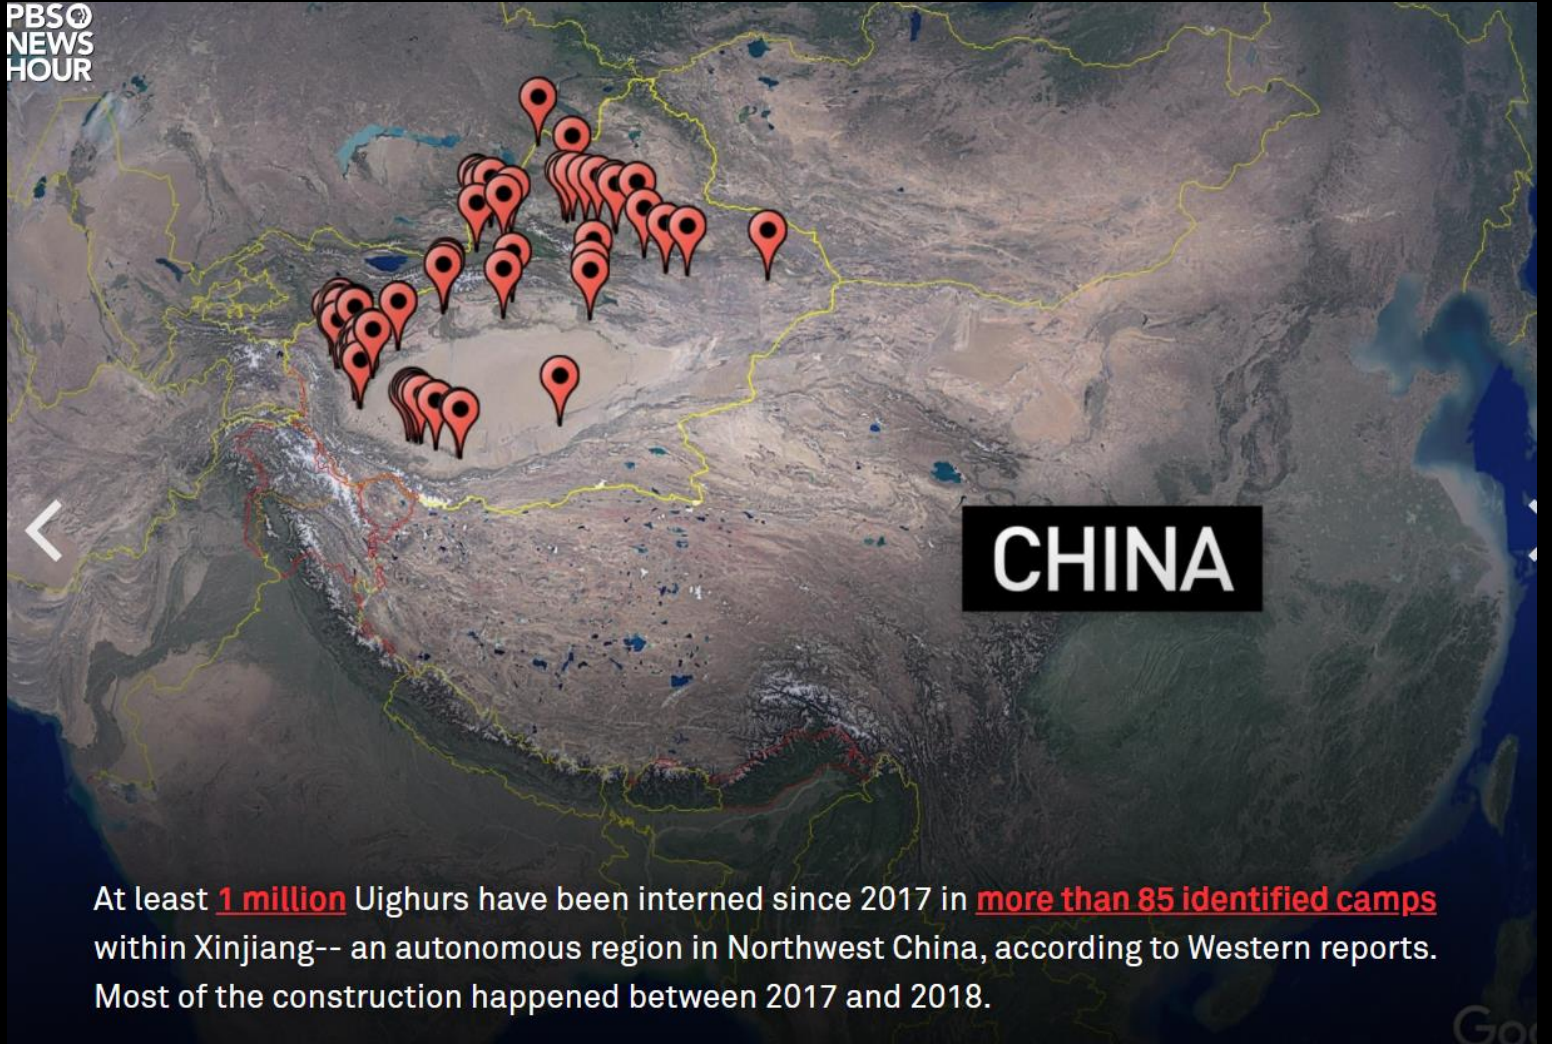 PBS
NEWS
HOUR
CHINA
At least 1 million Uighurs have been interned since 2017 in more than 85 identified camps
within Xinjiang-- an autonomous region in Northwest China, according to Western reports.
Most of the construction happened between 2017 and 2018.